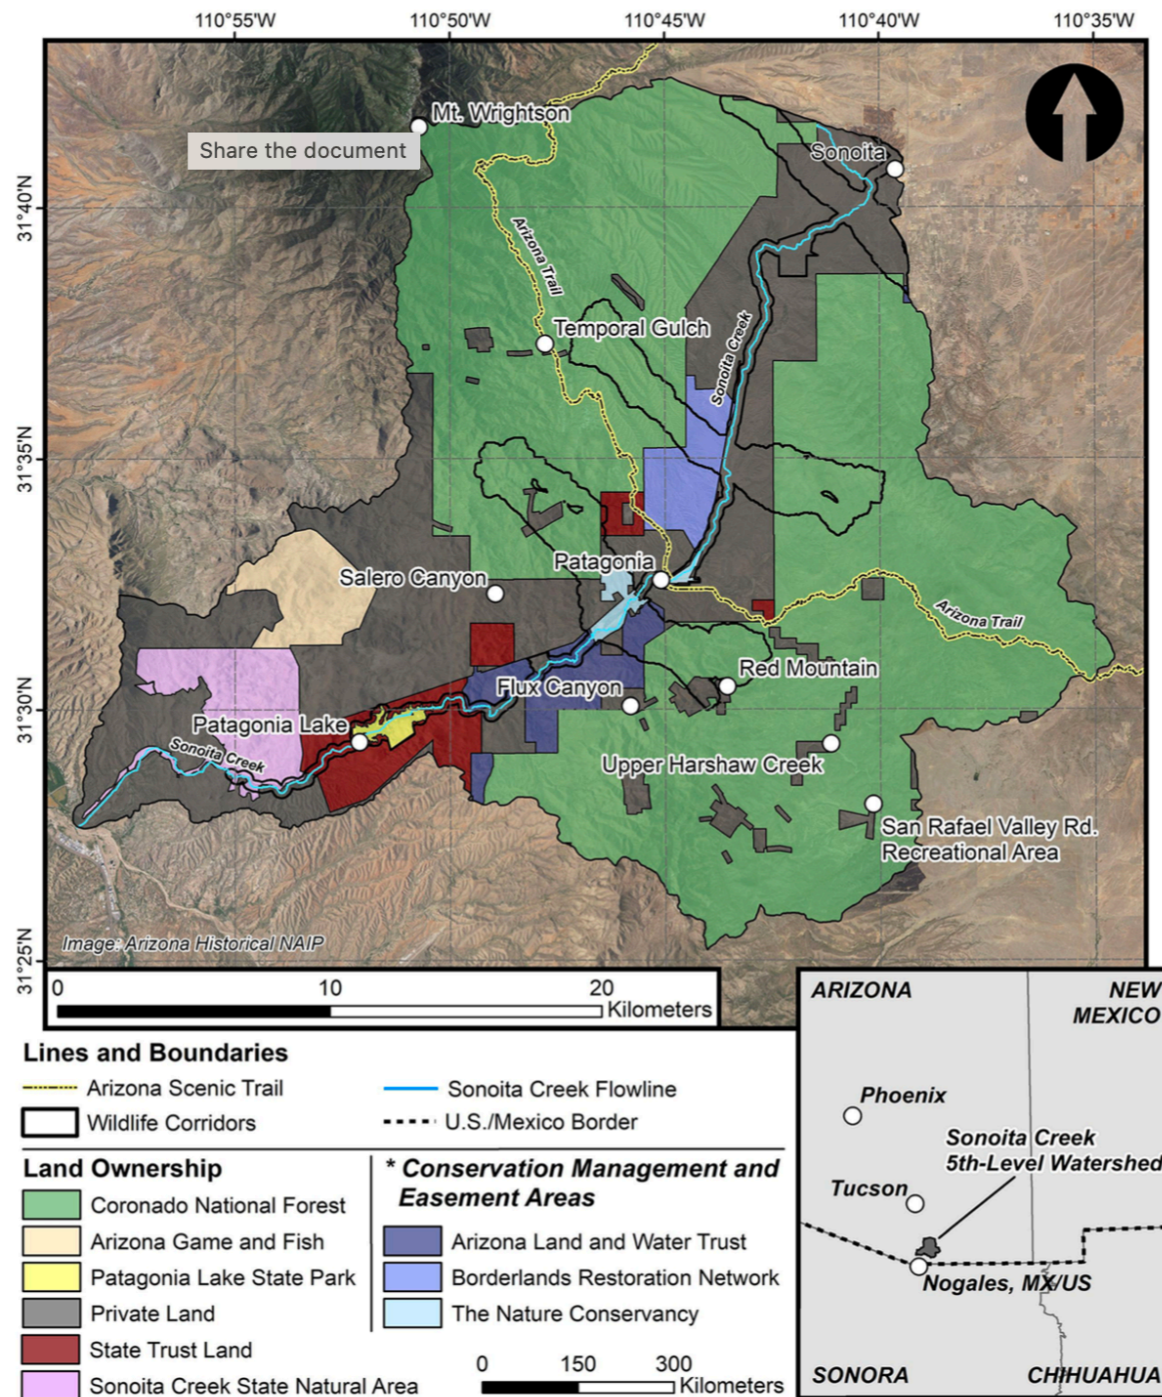 110°55'W 110°50'W 110°45'W 110°40'W 110°35'W
Mt. Wrightson
Share the document
Sonoita
31°40'N
Arizona Trail
Temporal Gulch
Sonoita Creek
31°35'N
Patagonia
Salero Canyon
Arizona Trail
Red Mountain
Flux Canyon
31°30'N
Patagonia Lake
Sonoita Creek
Upper Harshaw Creek
San Rafael Valley Rd.
Recreational Area
Image: Arizona Historical NAIP
31°25'N
0 10 20
Kilometers
Lines and Boundaries
Arizona Scenic Trail
Sonoita Creek Flowline
Wildlife Corridors
U.S./Mexico Border
Land Ownership
Coronado National Forest
Arizona Game and Fish
Patagonia Lake State Park
Private Land
State Trust Land
Sonoita Creek State Natural Area
* Conservation Management and
Easement Areas
Arizona Land and Water Trust
Borderlands Restoration Network
The Nature Conservancy
0 150 300
Kilometers
ARIZONA
NEW
MEXICO
Phoenix
Sonoita Creek
5th-Level Watershed
Tucson
Nogales, MX/US
SONORA
CHIHUAHUA